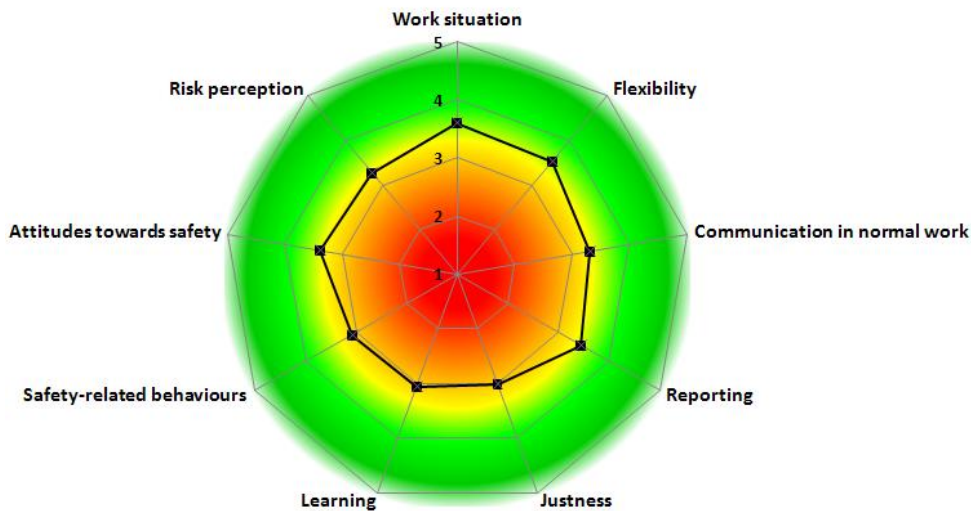 Work situation
5
Risk perception
Flexibility
4
3
2
Attitudes towards safety
Communication in normal work
1
Safety-related behaviours
Reporting
Learning
Justness